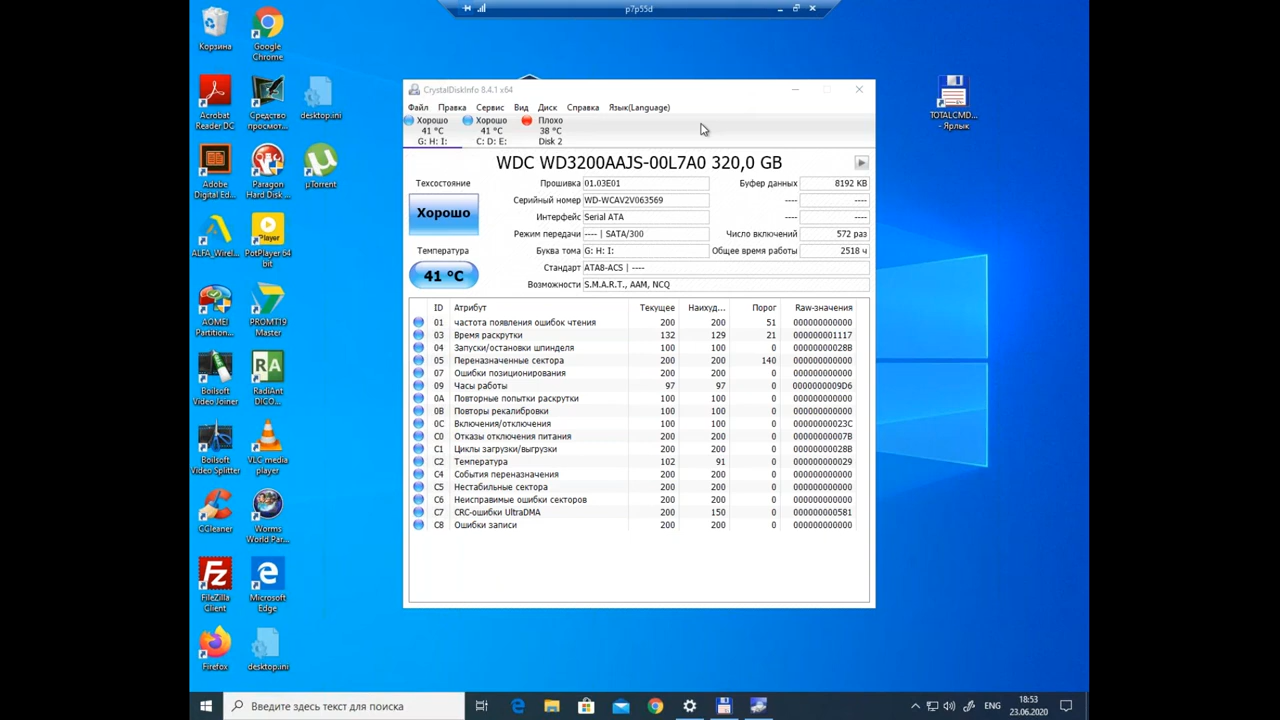 p7p55d
Корзина
Google Chrome
Acrobat Reader DC
Средство просмот...
desktop.ini
Adobe Digital Ed...
Paragon Hard Disk ...
µTorrent
ALFA_Wirel...
PotPlayer 64 bit
AOMEI Partition...
PROMT19 Master
Boilsoft Video Joiner
RadiAnt DICO...
Boilsoft Video Splitter
VLC media player
CCleaner
Worms World Par...
FileZilla Client
Microsoft Edge
Firefox
desktop.ini
TOTALCMD... - Ярлык
CrystalDiskInfo 8.4.1 x64
Файл Правка Сервис Вид Диск Справка Язык(Language)
Хорошо Хорошо Плохо
41 °C 41 °C 38 °C
G: H: I: C: D: E: Disk 2
WDC WD3200AAJS-00L7A0 320,0 GB
Техсостояние
Хорошо
Температура
41 °C
Прошивка 01.03E01 Буфер данных 8192 KB
Серийный номер WD-WCAV2V063569 ---- ----
Интерфейс Serial ATA ---- ----
Режим передачи ---- | SATA/300 Число включений 572 раз
Буква тома G: H: I: Общее время работы 2518 ч
Стандарт ATA8-ACS | ----
Возможности S.M.A.R.T., AAM, NCQ
ID Атрибут Текущее Наихуд... Порог Raw-значения
01 частота появления ошибок чтения 200 200 51 000000000000
03 Время раскрутки 132 129 21 000000001117
04 Запуски/остановки шпинделя 100 100 0 00000000028B
05 Переназначенные сектора 200 200 140 000000000000
07 Ошибки позиционирования 200 200 0 000000000000
09 Часы работы 97 97 0 0000000009D6
0A Повторные попытки раскрутки 100 100 0 000000000000
0B Повторы рекалибровки 100 100 0 000000000000
0C Включения/отключения 100 100 0 00000000023C
C0 Отказы отключения питания 200 200 0 00000000007B
C1 Циклы загрузки/выгрузки 200 200 0 00000000028B
C2 Температура 102 91 0 000000000029
C4 События переназначения 200 200 0 000000000000
C5 Нестабильные сектора 200 200 0 000000000000
C6 Неисправимые ошибки секторов 200 200 0 000000000000
C7 CRC-ошибки UltraDMA 200 150 0 000000000581
C8 Ошибки записи 200 200 0 000000000000
Введите здесь текст для поиска
ENG
18:53
23.06.2020